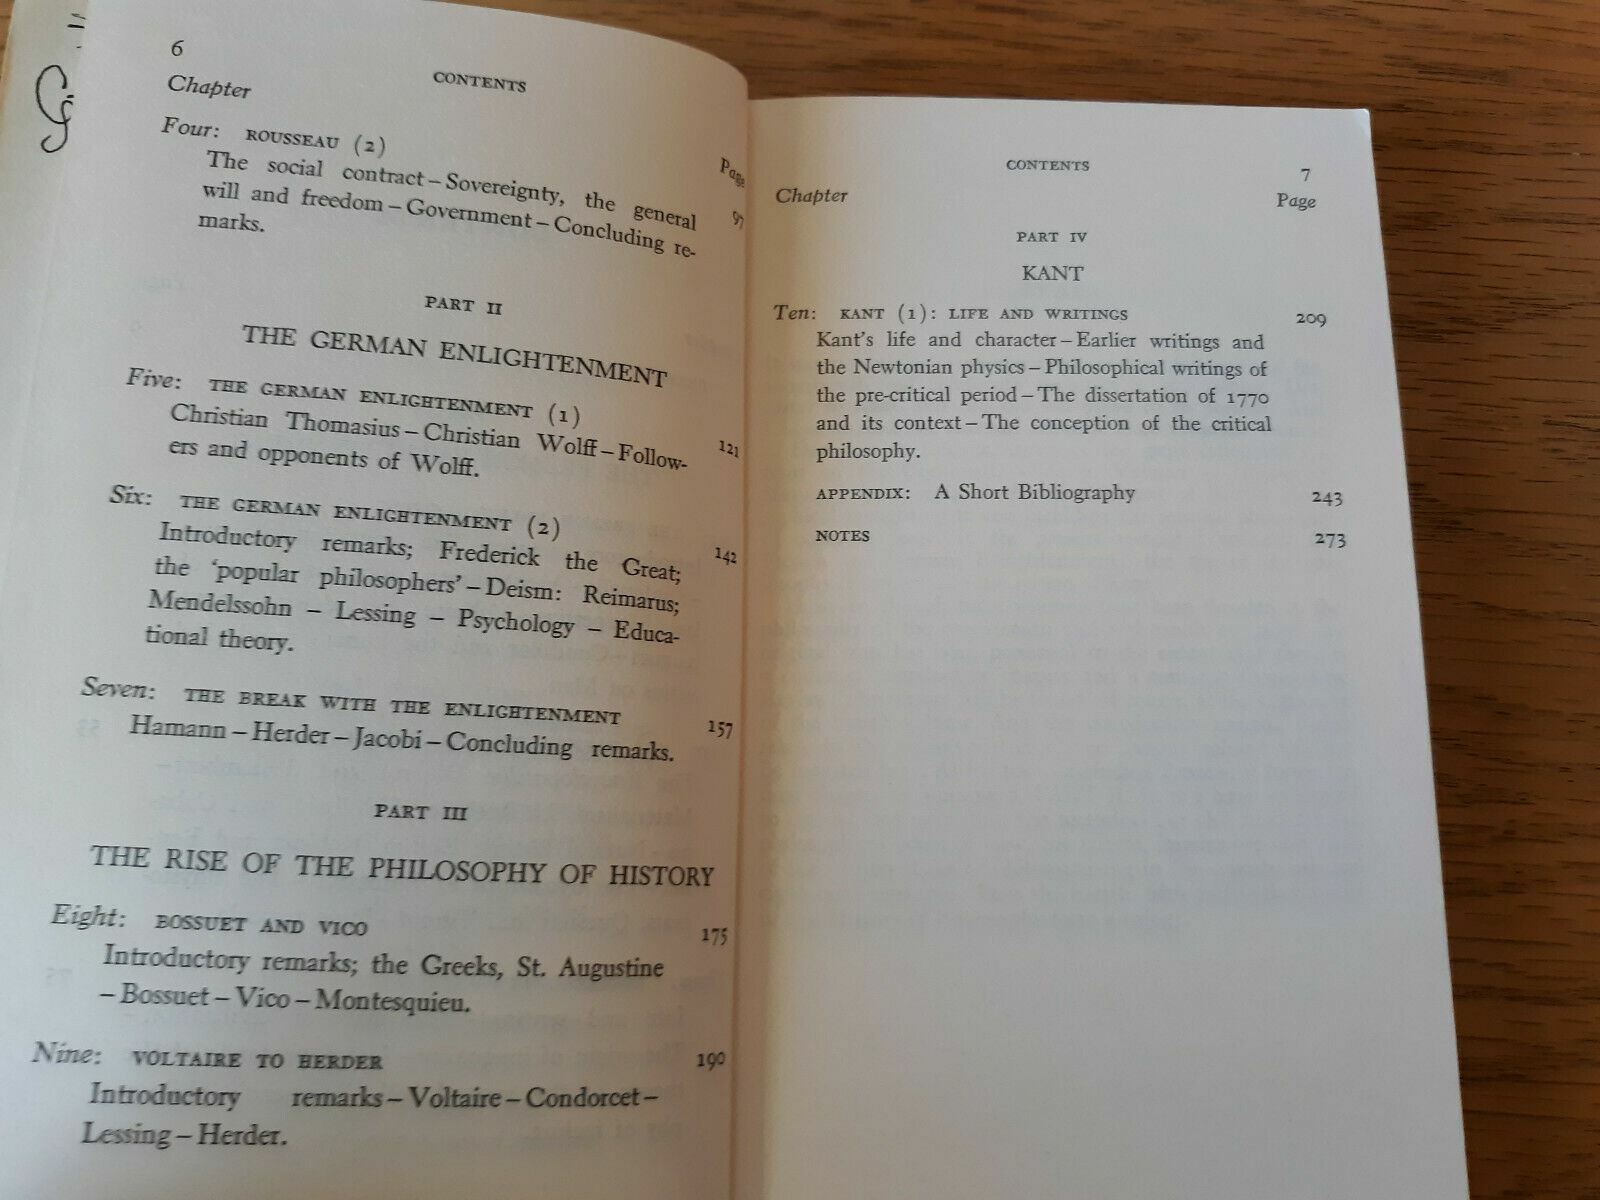 6
CONTENTS
Chapter
Page
Four: ROUSSEAU (2)
97
The social contract – Sovereignty, the general
will and freedom – Government – Concluding re-
marks.
PART II
THE GERMAN ENLIGHTENMENT
Five: THE GERMAN ENLIGHTENMENT (1)
121
Christian Thomasius – Christian Wolff – Follow-
ers and opponents of Wolff.
Six: THE GERMAN ENLIGHTENMENT (2)
142
Introductory remarks; Frederick the Great;
the 'popular philosophers' – Deism: Reimarus;
Mendelssohn – Lessing – Psychology – Educa-
tional theory.
Seven: THE BREAK WITH THE ENLIGHTENMENT
157
Hamann – Herder – Jacobi – Concluding remarks.
PART III
THE RISE OF THE PHILOSOPHY OF HISTORY
Eight: BOSSUET AND VICO
175
Introductory remarks; the Greeks, St. Augustine
– Bossuet – Vico – Montesquieu.
Nine: VOLTAIRE TO HERDER
190
Introductory remarks – Voltaire – Condorcet –
Lessing – Herder.
CONTENTS
7
Chapter
Page
PART IV
KANT
Ten: KANT (1): LIFE AND WRITINGS
209
Kant's life and character – Earlier writings and
the Newtonian physics – Philosophical writings of
the pre-critical period – The dissertation of 1770
and its context – The conception of the critical
philosophy.
APPENDIX: A Short Bibliography
243
NOTES
273